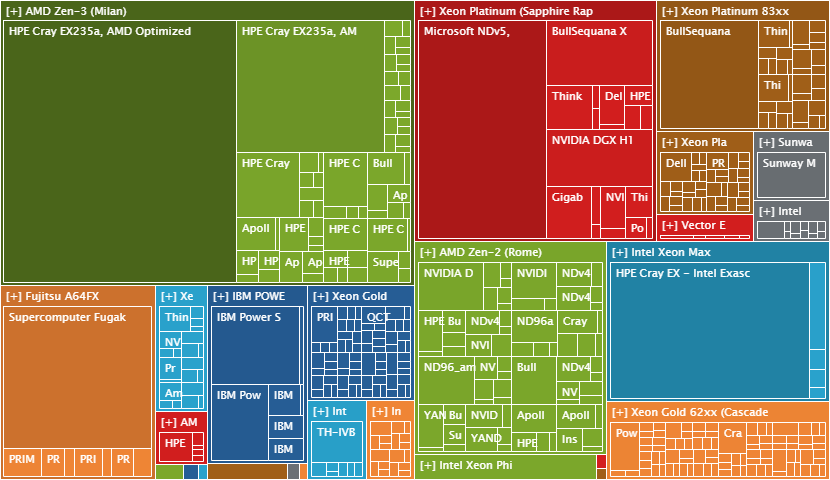 [+] AMD Zen-3 (Milan)
HPE Cray EX235a, AMD Optimized
HPE Cray EX235a, AM
HPE Cray
HPE C
Bull
Ap
Apoll
HPE
HPE C
HPE C
HP
HP
Ap
Ap
HPE
Supe
[+] Xeon Platinum (Sapphire Rap
Microsoft NDv5,
BullSequana X
Think
Del
HPE
NVIDIA DGX H1
Gigab
NVI
Thi
Po
[+] Xeon Platinum 83xx
BullSequana
Thin
Thi
[+] Xeon Pla
Dell
PR
[+] Sunwa
Sunway M
[+] Vector E
[+] Intel
[+] Fujitsu A64FX
Supercomputer Fugak
PRIM
PR
PRI
PR
[+] Xe
Thin
NV
Pr
Am
[+] AM
HPE
[+] IBM POWE
IBM Power S
IBM Pow
IBM
IBM
IBM
[+] Xeon Gold
PRI
QCT
[+] Int
TH-IVB
[+] In
[+] AMD Zen-2 (Rome)
NVIDIA D
NVIDI
NDv4
NDv4
HPE
Bu
NDv4
ND96a
Cray
NVI
ND96_am
NV
Bull
NDv4
NV
YAN
Bu
NVID
Apoll
Apoll
Su
YAND
HPE
Ins
[+] Intel Xeon Phi
[+] Intel Xeon Max
HPE Cray EX - Intel Exasc
[+] Xeon Gold 62xx (Cascade
Pow
Cra